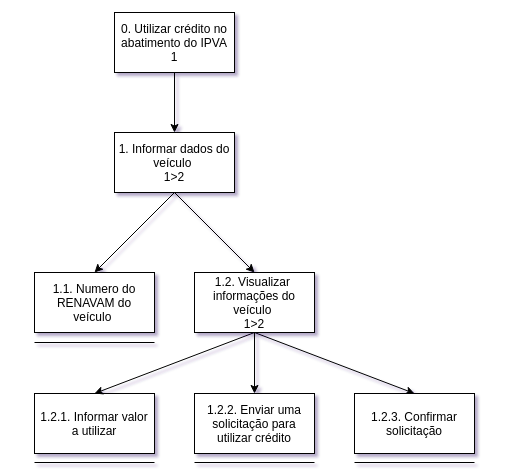 0. Utilizar crédito no
abatimento do IPVA
1
1. Informar dados do
veículo
1>2
1.1. Numero do
RENAVAM do
veículo
1.2. Visualizar
informações do
veículo
1>2
1.2.1. Informar valor
a utilizar
1.2.2. Enviar uma
solicitação para
utilizar crédito
1.2.3. Confirmar
solicitação